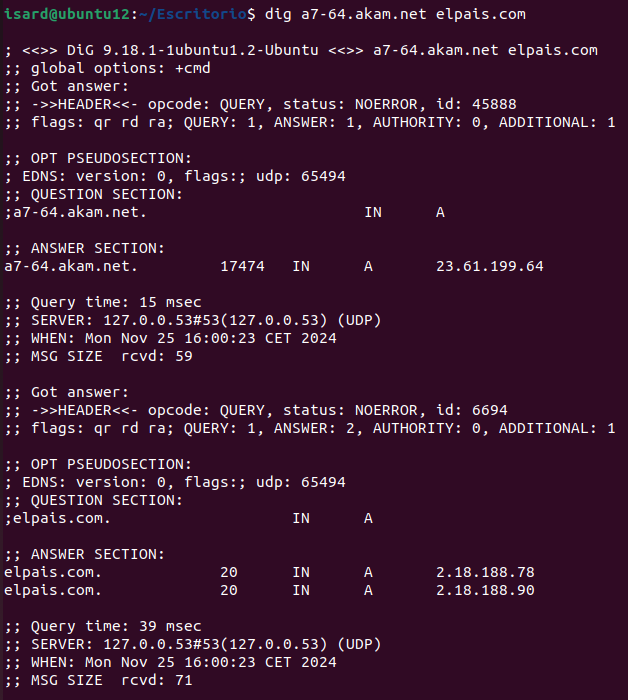 isard@ubuntu12:~/Escritorio$ dig a7-64.akam.net elpais.com
; <<>> DiG 9.18.1-1ubuntu1.2-Ubuntu <<>> a7-64.akam.net elpais.com
;; global options: +cmd
;; Got answer:
;; ->>HEADER<<- opcode: QUERY, status: NOERROR, id: 45888
;; flags: qr rd ra; QUERY: 1, ANSWER: 1, AUTHORITY: 0, ADDITIONAL: 1
;; OPT PSEUDOSECTION:
; EDNS: version: 0, flags:; udp: 65494
;; QUESTION SECTION:
;a7-64.akam.net. IN A
;; ANSWER SECTION:
a7-64.akam.net. 17474 IN A 23.61.199.64
;; Query time: 15 msec
;; SERVER: 127.0.0.53#53(127.0.0.53) (UDP)
;; WHEN: Mon Nov 25 16:00:23 CET 2024
;; MSG SIZE rcvd: 59
;; Got answer:
;; ->>HEADER<<- opcode: QUERY, status: NOERROR, id: 6694
;; flags: qr rd ra; QUERY: 1, ANSWER: 2, AUTHORITY: 0, ADDITIONAL: 1
;; OPT PSEUDOSECTION:
; EDNS: version: 0, flags:; udp: 65494
;; QUESTION SECTION:
;elpais.com. IN A
;; ANSWER SECTION:
elpais.com. 20 IN A 2.18.188.78
elpais.com. 20 IN A 2.18.188.90
;; Query time: 39 msec
;; SERVER: 127.0.0.53#53(127.0.0.53) (UDP)
;; WHEN: Mon Nov 25 16:00:23 CET 2024
;; MSG SIZE rcvd: 71